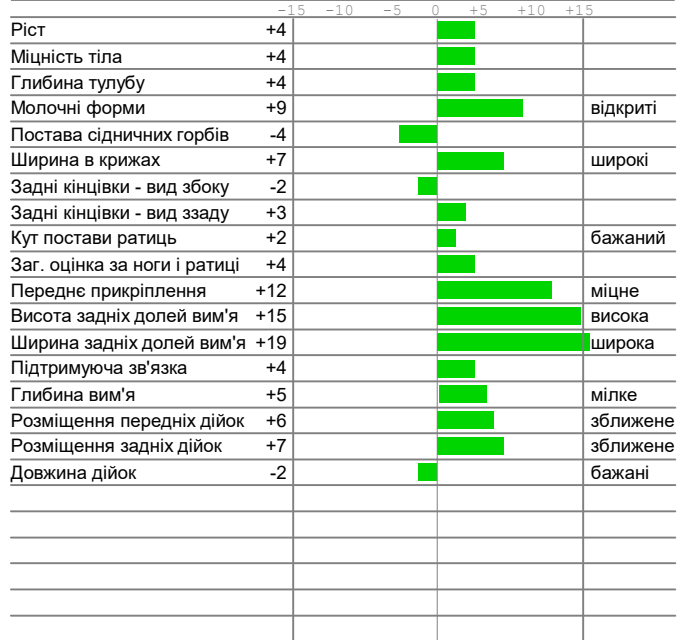 -15 -10 -5 0 +5 +10 +15
Ріст +4
Міцність тіла +4
Глибина тулубу +4
Молочні форми +9 відкриті
Постава сідничних горбів -4
Ширина в крижах +7 широкі
Задні кінцівки - вид збоку -2
Задні кінцівки - вид ззаду +3
Кут постави ратиць +2 бажаний
Заг. оцінка за ноги і ратиці +4
Переднє прикріплення +12 міцне
Висота задніх долей вим'я +15 висока
Ширина задніх долей вим'я +19 широка
Підтримуюча зв'язка +4
Глибина вим'я +5 мілке
Розміщення передніх дійок +6 зближене
Розміщення задніх дійок +7 зближене
Довжина дійок -2 бажані